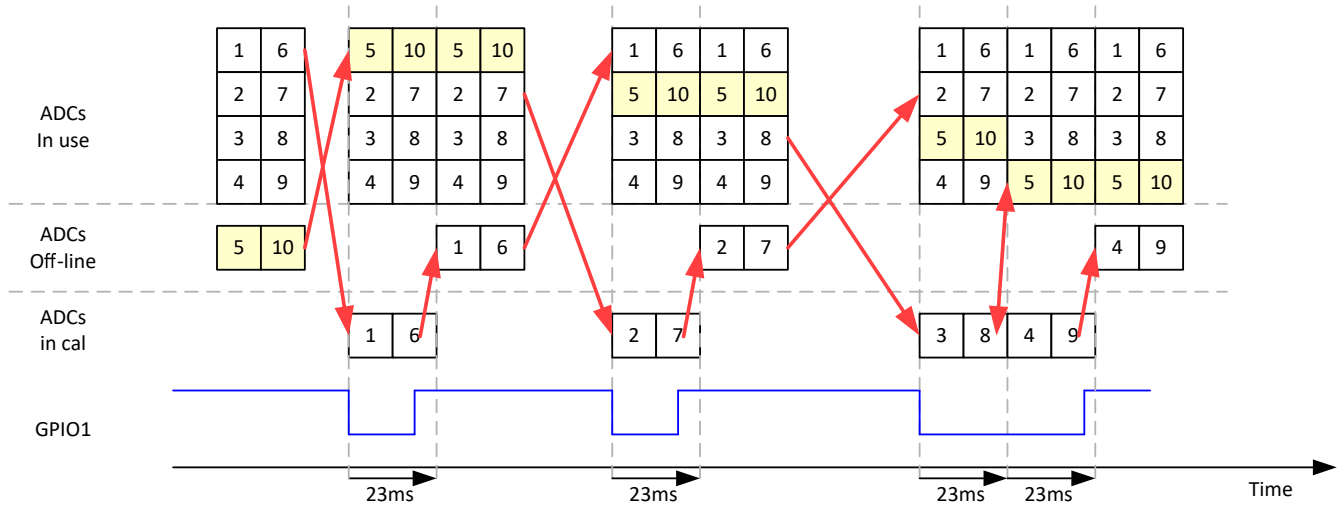 1 6 5 10 5 10 1 6 1 6 1 6 1 6 1 6
ADCs
In use
2 7 2 7 2 7 5 10 5 10 2 7 2 7 2 7
3 8 3 8 3 8 3 8 3 8 5 10 3 8 3 8
4 9 4 9 4 9 4 9 4 9 4 9 5 10 5 10
ADCs
Off-line
5 10 1 6 2 7 4 9
ADCs
in cal
1 6 2 7 3 8 4 9
GPIO1
23ms 23ms 23ms 23ms Time